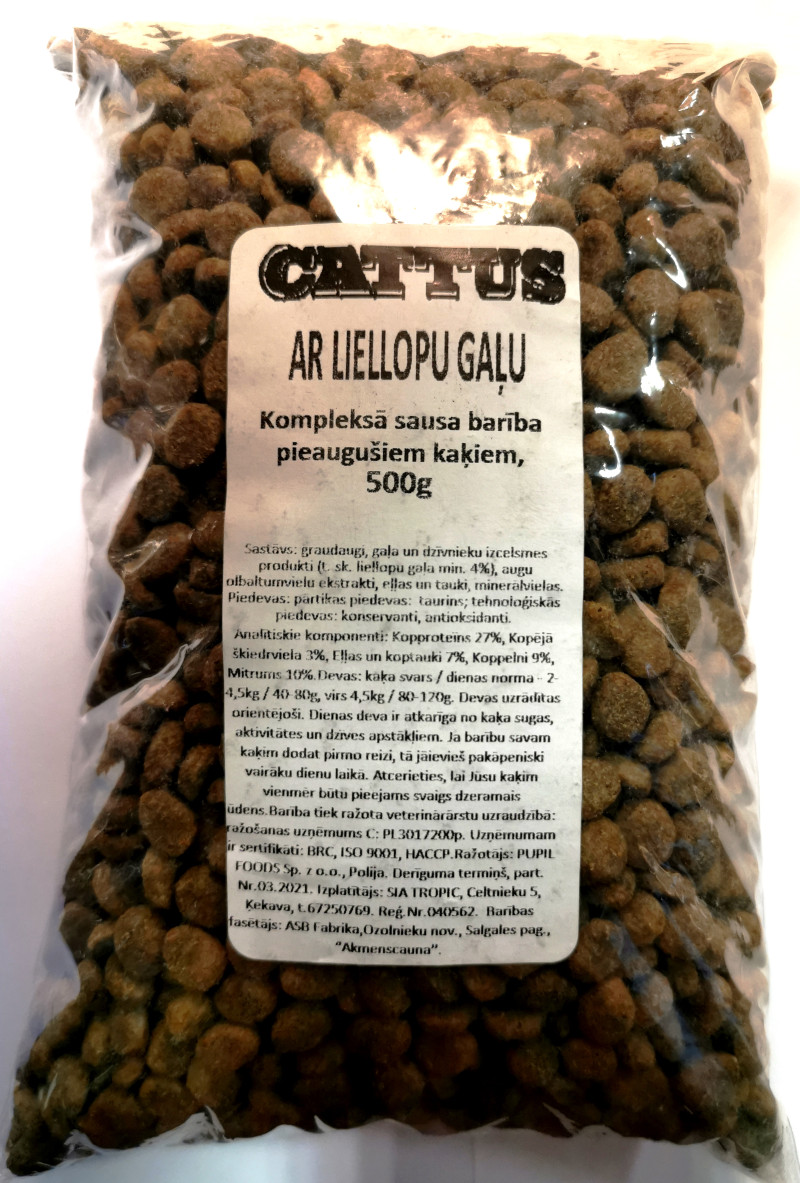 CATTUS
AR LIELLOPU GAĻU
Kompleksā sausa barība
pieaugušiem kaķiem,
500g
Sastāvs: graudaugi, gaļa un dzīvnieku izcelsmes
produkti (t. sk. liellopu gaļa min. 4%), augu
olbaltumvielu ekstrakti, eļļas un tauki, minerālvielas.
Piedevas: pārtikas piedevas: taurīns; tehnoloģiskās
piedevas: konservanti, antioksidanti.
Analītiskie komponenti: Kopproteīns 27%, Kopējā
šķiedrviela 3%, Eļļas un koptauki 7%, Koppelni 9%,
Mitrums 10%.Devas: kaķa svars / dienas norma - 2-
4,5kg / 40-80g, virs 4,5kg / 80-120g. Devas uzrādītas
orientējoši. Dienas deva ir atkarīga no kaķa sugas,
aktivitātes un dzīves apstākļiem. Ja barību savam
kaķim dodat pirmo reizi, tā jāievieš pakāpeniski
vairāku dienu laikā. Atcerieties, lai Jūsu kaķim
vienmēr būtu pieejams svaigs dzeramais
ūdens.Barība tiek ražota veterinārārstu uzraudzībā:
ražošanas uzņēmums C: PL3017200p. Uzņēmumam
ir sertifikāti: BRC, ISO 9001, HACCP.Ražotājs: PUPIL
FOODS Sp. z o.o., Polija. Derīguma termiņš, part.
Nr.03.2021. Izplatītājs: SIA TROPIC, Celtnieku 5,
Ķekava, t.67250769. Reģ.Nr.040562. Barības
fasētājs: ASB Fabrika,Ozolnieku nov., Salgales pag.,
"Akmenscauna".